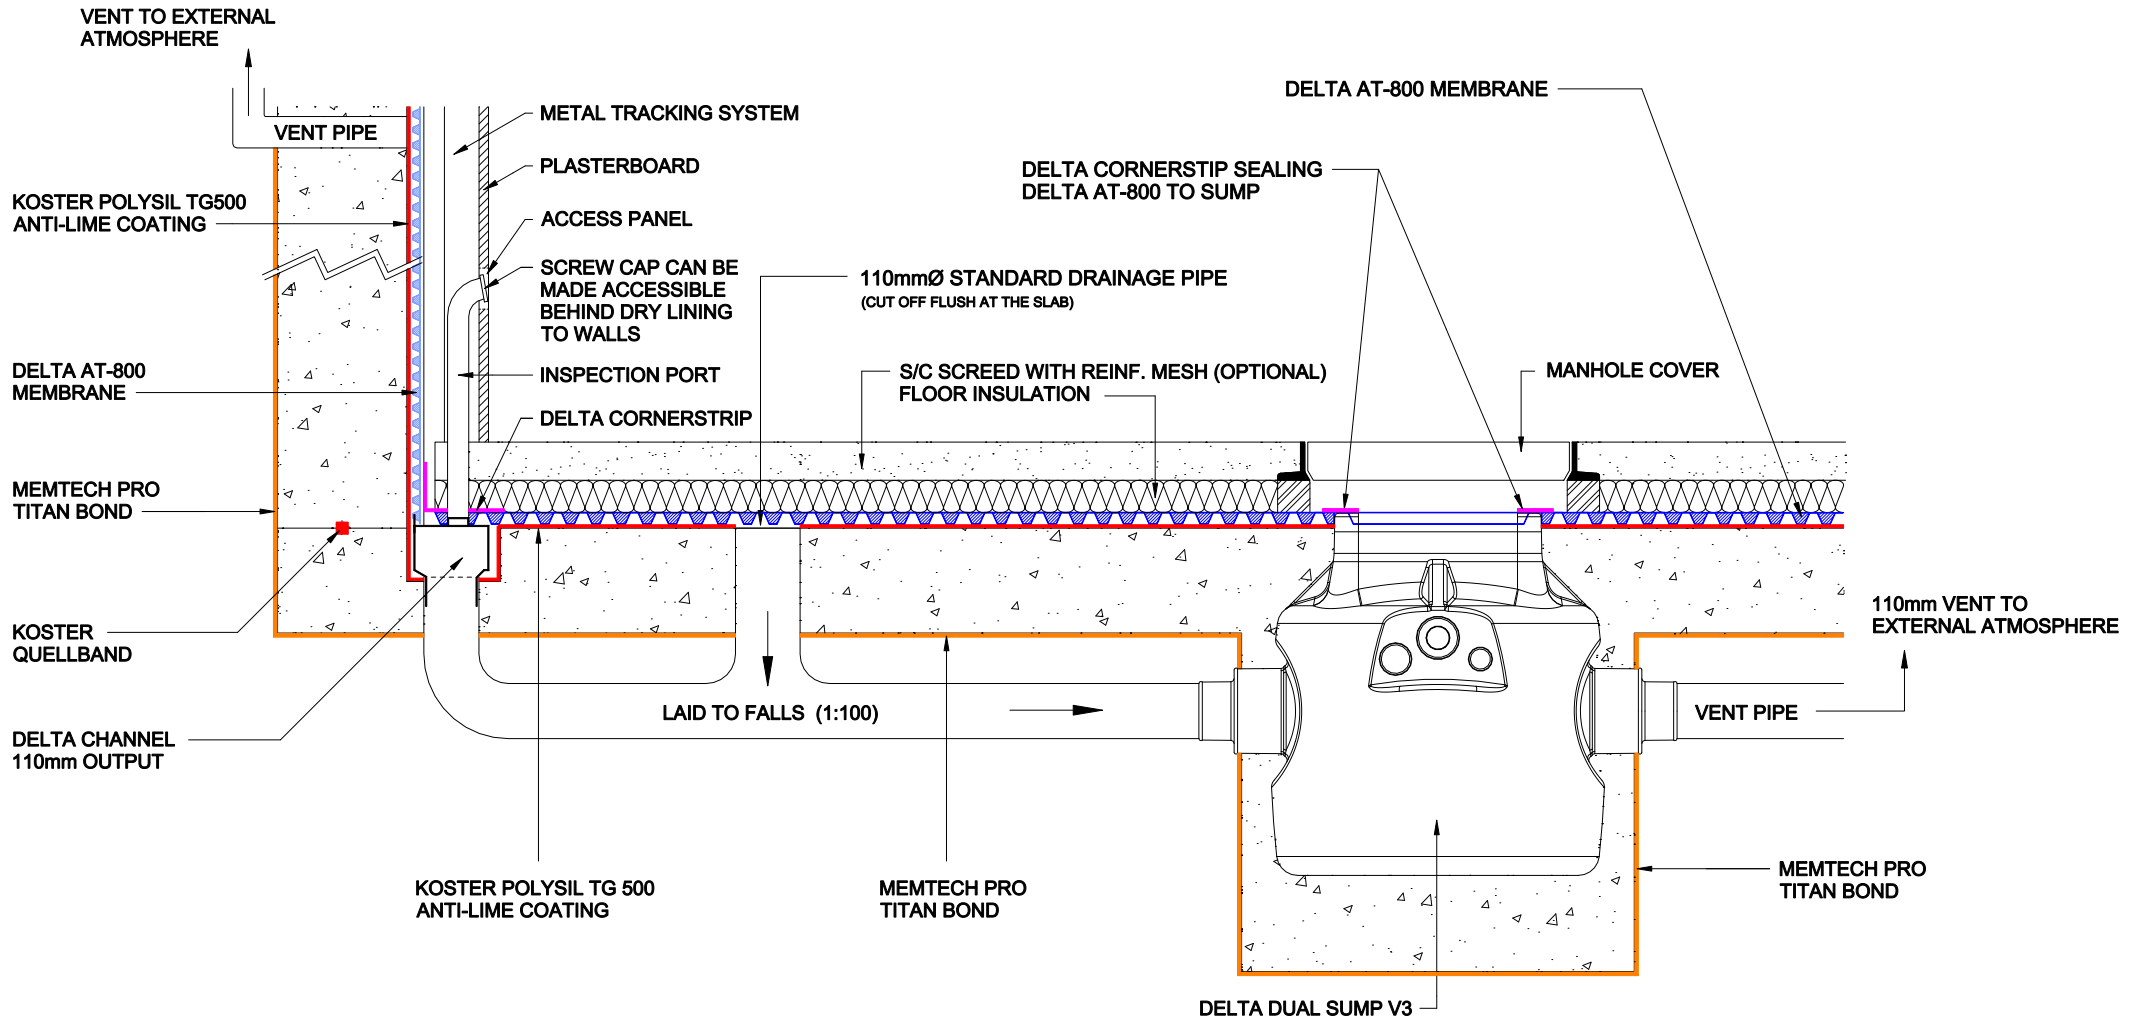 VENT TO EXTERNAL
ATMOSPHERE
VENT PIPE
KOSTER POLYSIL TG500
ANTI-LIME COATING
DELTA AT-800
MEMBRANE
MEMTECH PRO
TITAN BOND
KOSTER
QUELLBAND
DELTA CHANNEL
110mm OUTPUT
METAL TRACKING SYSTEM
PLASTERBOARD
ACCESS PANEL
SCREW CAP CAN BE
MADE ACCESSIBLE
BEHIND DRY LINING
TO WALLS
INSPECTION PORT
DELTA CORNERSTRIP
110mmØ STANDARD DRAINAGE PIPE
(CUT OFF FLUSH AT THE SLAB)
S/C SCREED WITH REINF. MESH (OPTIONAL)
FLOOR INSULATION
DELTA AT-800 MEMBRANE
DELTA CORNERSTIP SEALING
DELTA AT-800 TO SUMP
MANHOLE COVER
110mm VENT TO
EXTERNAL ATMOSPHERE
LAID TO FALLS (1:100)
VENT PIPE
KOSTER POLYSIL TG 500
ANTI-LIME COATING
MEMTECH PRO
TITAN BOND
MEMTECH PRO
TITAN BOND
DELTA DUAL SUMP V3